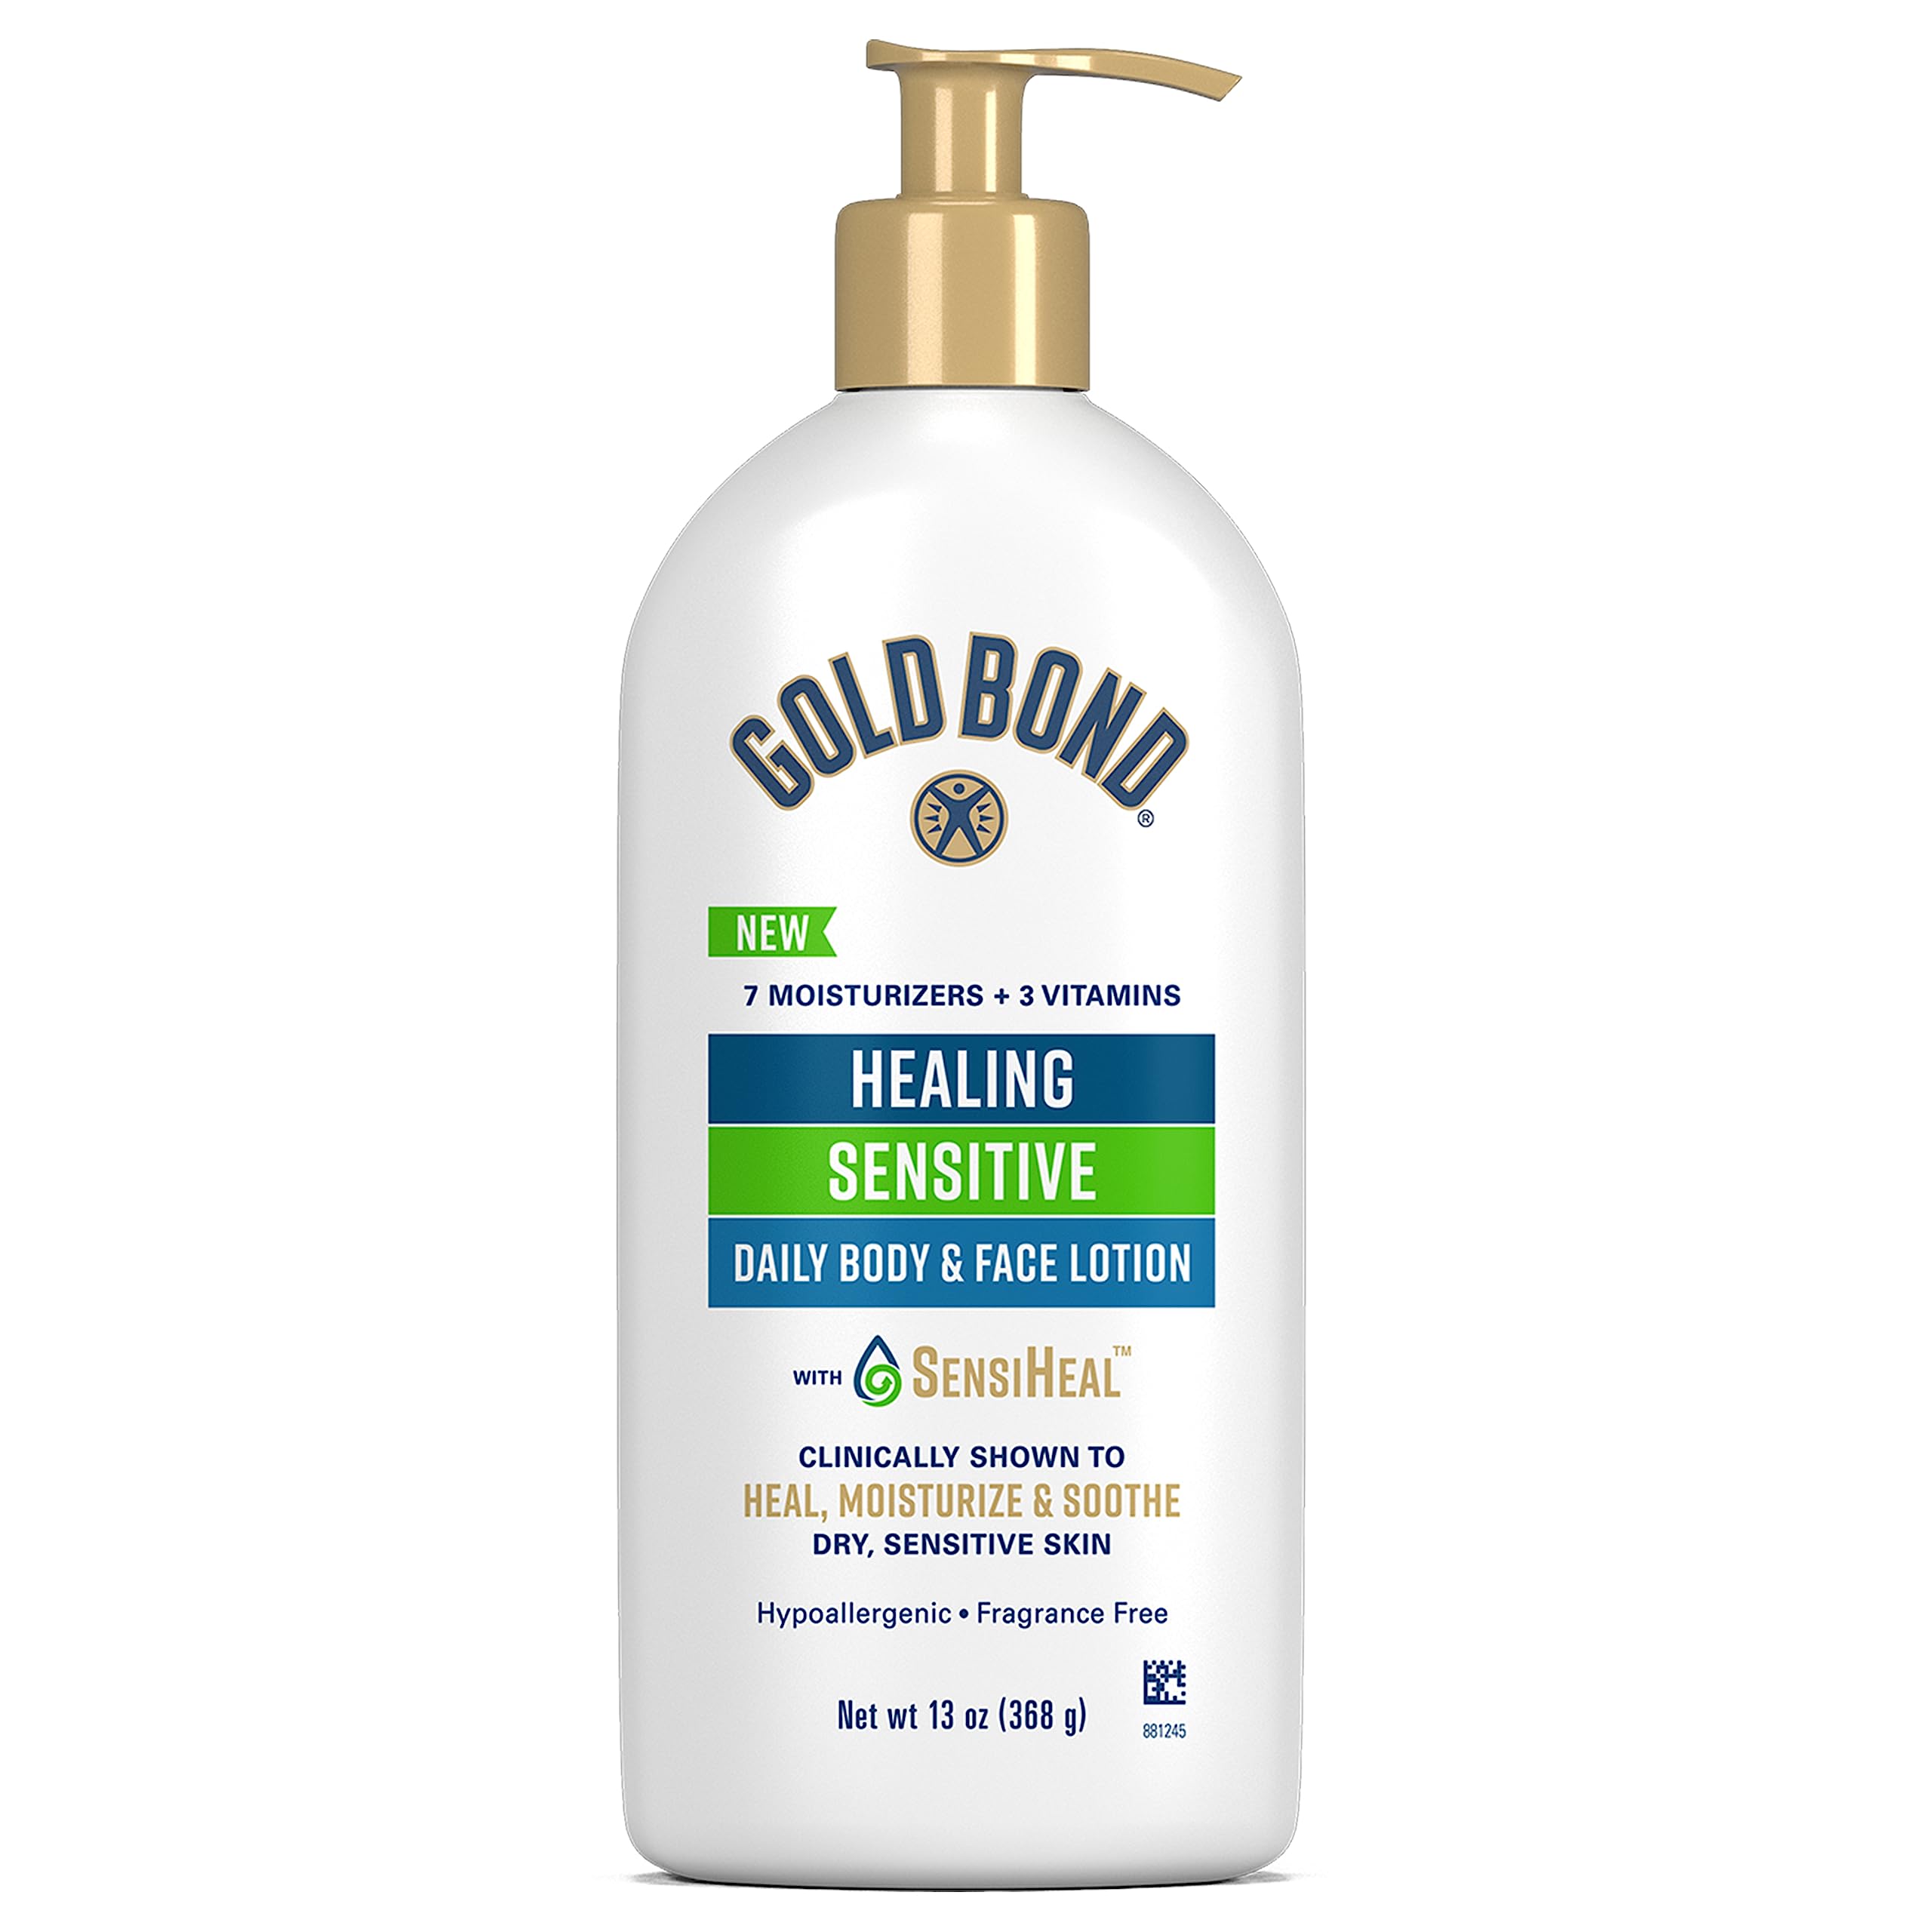 GOLD BOND®
NEW
7 MOISTURIZERS + 3 VITAMINS
HEALING
SENSITIVE
DAILY BODY & FACE LOTION
WITH SENSIHEAL™
CLINICALLY SHOWN TO
HEAL, MOISTURIZE & SOOTHE
DRY, SENSITIVE SKIN
Hypoallergenic • Fragrance Free
Net wt 13 oz (368 g)
881245